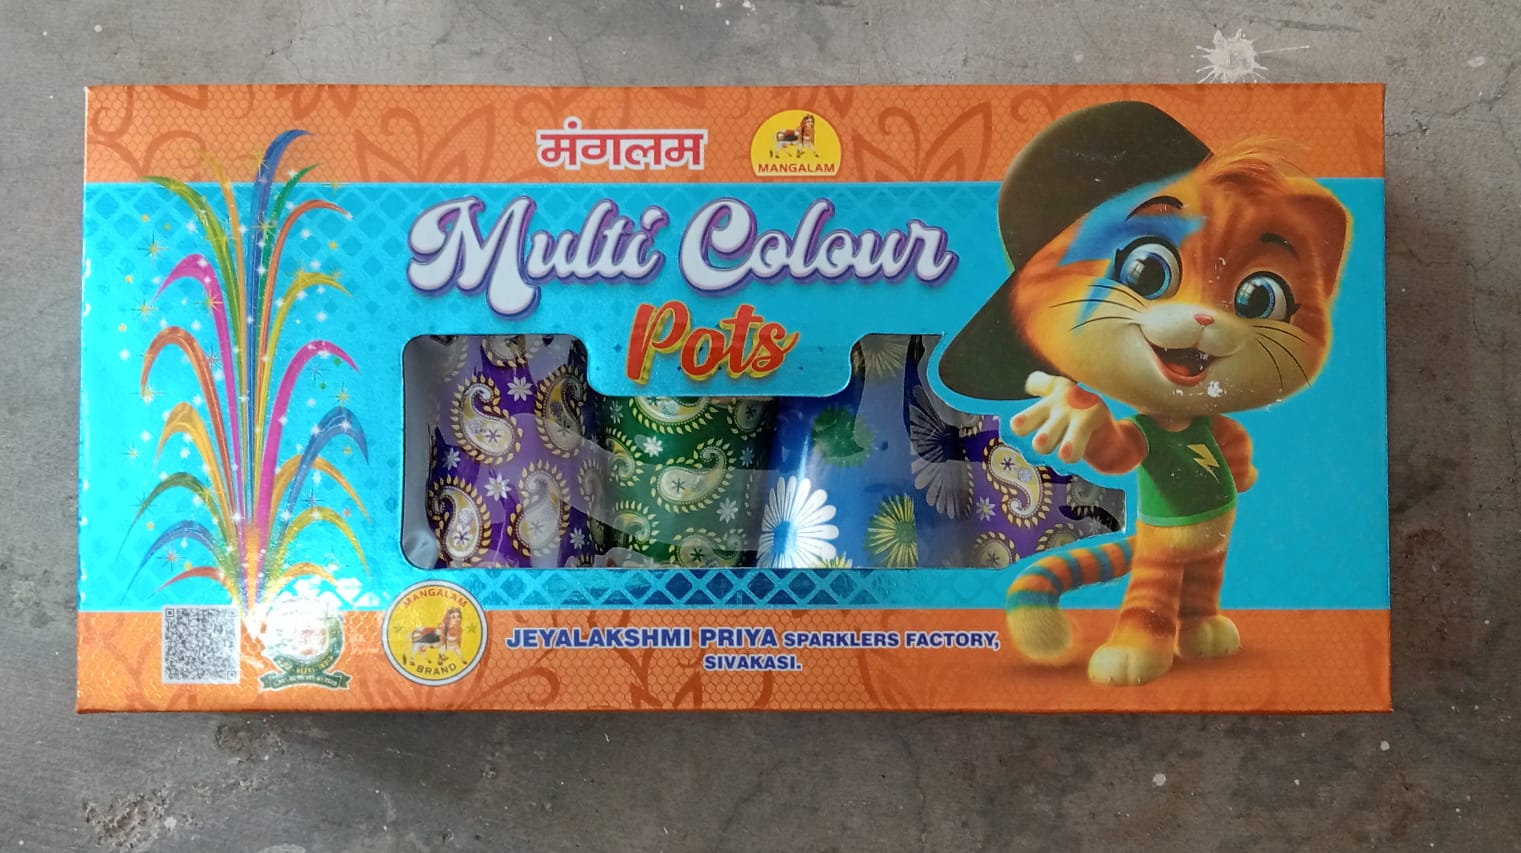 मंगलम
MANGALAM
Multi Colour
Pots
MANGALAM
BRAND
JEYALAKSHMI PRIYA SPARKLERS FACTORY,
SIVAKASI.